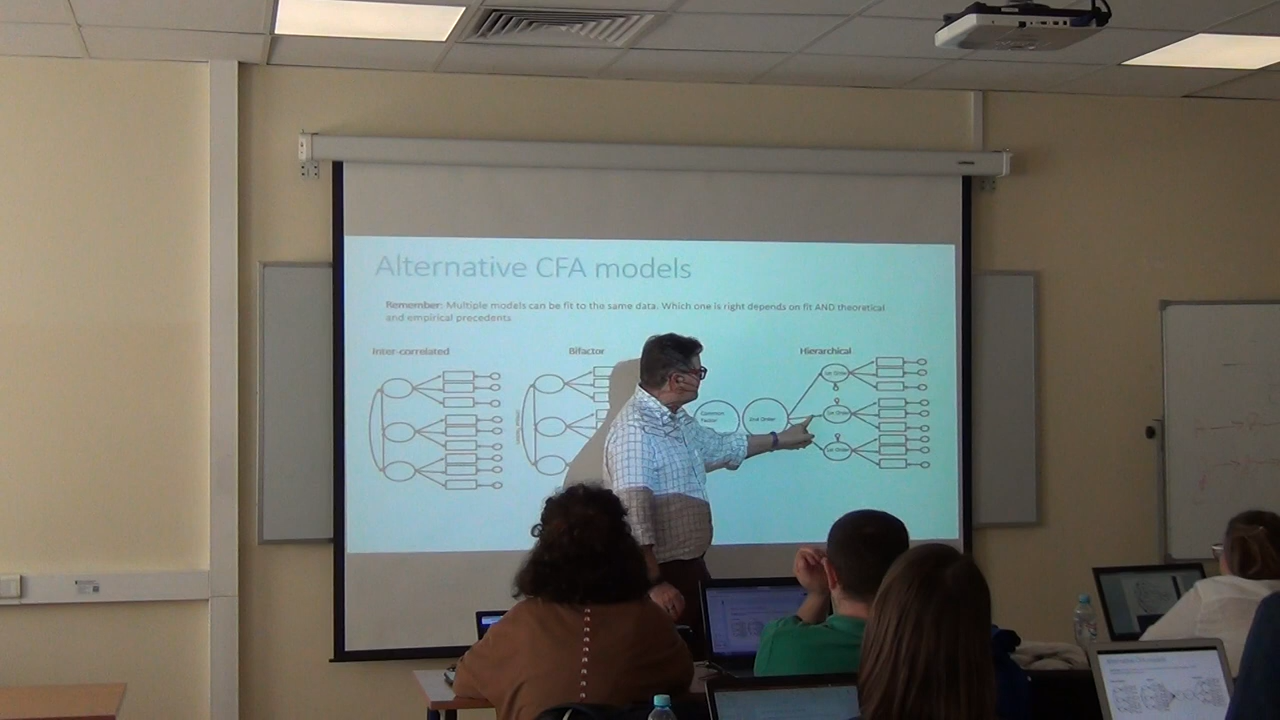 Alternative CFA models
Remember: Multiple models can be fit to the same data. Which one is right depends on fit AND theoretical
and empirical precedents
Inter-correlated
Bifactor
Hierarchical
Common
Factor
2nd Order
1st Order
1st Order
1st Order